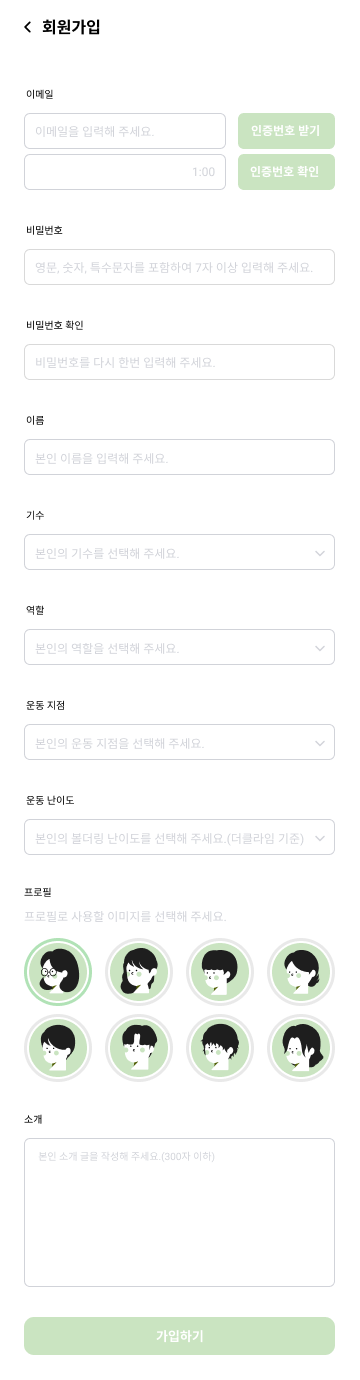 회원가입
이메일
이메일을 입력해 주세요.
인증번호 받기
1:00
인증번호 확인
비밀번호
영문, 숫자, 특수문자를 포함하여 7자 이상 입력해 주세요.
비밀번호 확인
비밀번호를 다시 한번 입력해 주세요.
이름
본인 이름을 입력해 주세요.
기수
본인의 기수를 선택해 주세요.
역할
본인의 역할을 선택해 주세요.
운동 지점
본인의 운동 지점을 선택해 주세요.
운동 난이도
본인의 볼더링 난이도를 선택해 주세요.(더클라임 기준)
프로필
프로필로 사용할 이미지를 선택해 주세요.
소개
본인 소개 글을 작성해 주세요.(300자 이하)
가입하기